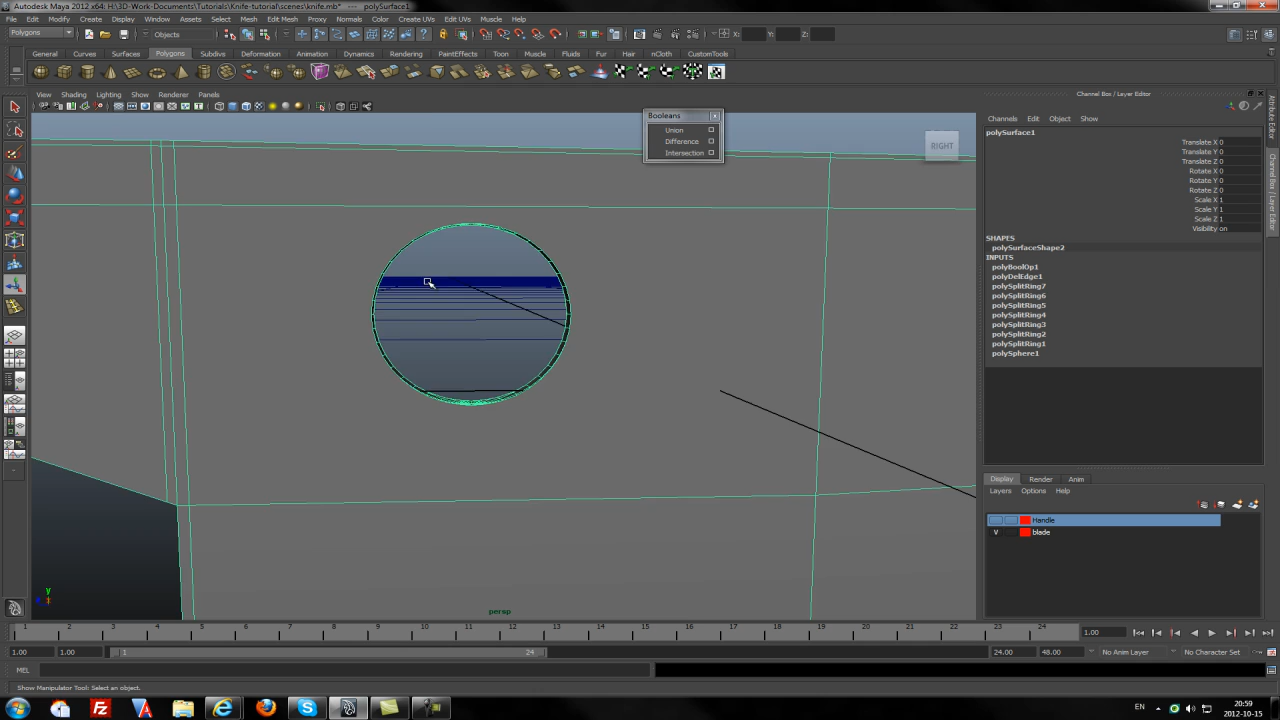 Autodesk Maya 2012 x64: H:\3D-Work-Documents\Tutorials\Knife-tutorial\scenes\knife.mb* --- polySurface1
File Edit Modify Create Display Window Assets Select Mesh Edit Mesh Proxy Normals Color Create UVs Edit UVs Muscle Help
Polygons Objects X: Y: Z:
General Curves Surfaces Polygons Subdivs Deformation Animation Dynamics Rendering PaintEffects Toon Muscle Fluids Fur Hair nCloth CustomTools
View Shading Lighting Show Renderer Panels
Booleans
Union
Difference
Intersection
RIGHT
persp
y
Channel Box / Layer Editor
Channels Edit Object Show
polySurface1
Translate X 0
Translate Y 0
Translate Z 0
Rotate X 0
Rotate Y 0
Rotate Z 0
Scale X 1
Scale Y 1
Scale Z 1
Visibility on
SHAPES
polySurfaceShape2
INPUTS
polyBoolOp1
polyDelEdge1
polySplitRing7
polySplitRing6
polySplitRing5
polySplitRing4
polySplitRing3
polySplitRing2
polySplitRing1
polySphere1
Attribute Editor
Channel Box / Layer Editor
Display Render Anim
Layers Options Help
Handle
V blade
1 2 3 4 5 6 7 8 9 10 11 12 13 14 15 16 17 18 19 20 21 22 23 24 1.00
1.00 1.00 1 24 24.00 48.00 No Anim Layer No Character Set
MEL
Show Manipulator Tool: Select an object.
EN
20:59
2012-10-15